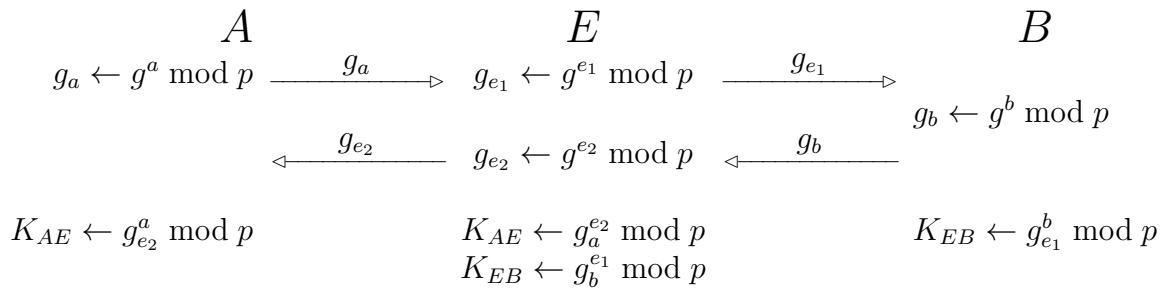 A E B
g_a ← g^a mod p g_a g_{e_1} ← g^{e_1} mod p g_{e_1}
g_b ← g^b mod p
g_{e_2} g_{e_2} ← g^{e_2} mod p g_b
K_{AE} ← g_{e_2}^a mod p K_{AE} ← g_a^{e_2} mod p K_{EB} ← g_{e_1}^b mod p
K_{EB} ← g_b^{e_1} mod p